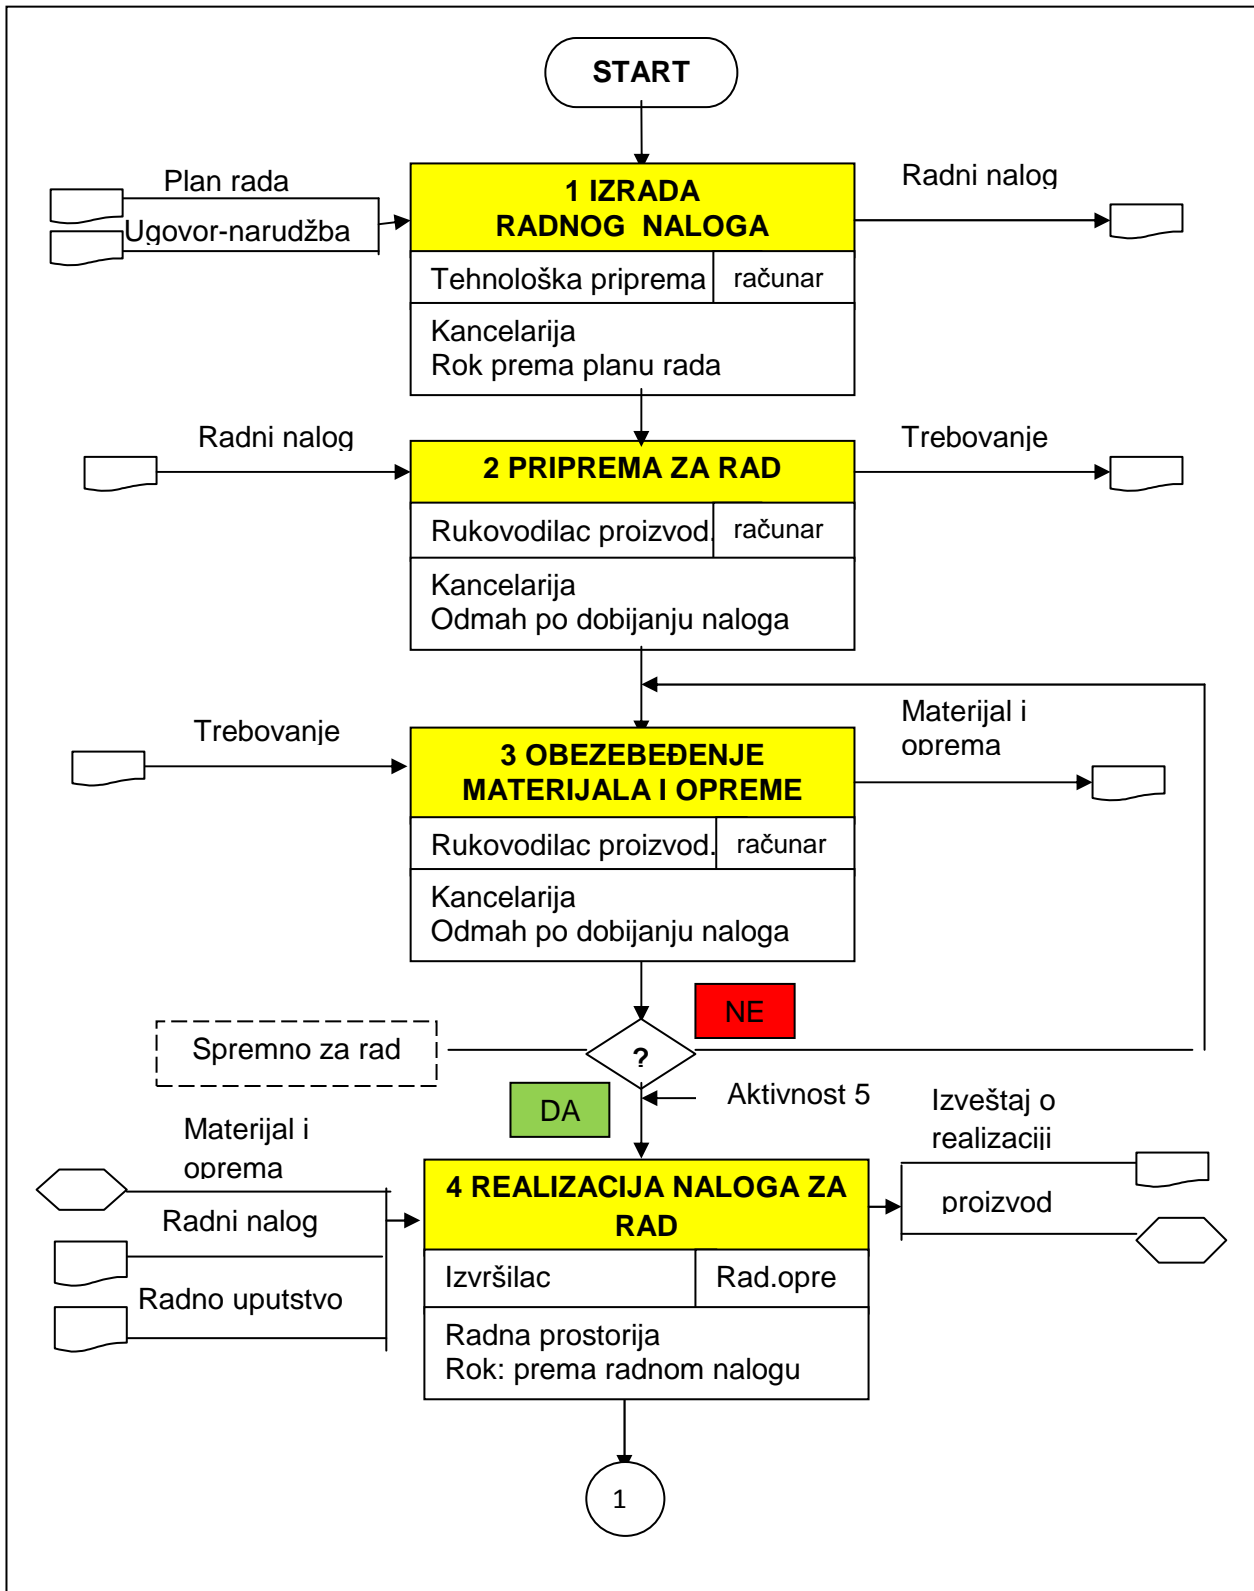 START
Plan rada
Ugovor-narudžba
1 IZRADA
RADNOG NALOGA
Radni nalog
Tehnološka priprema
računar
Kancelarija
Rok prema planu rada
Radni nalog
2 PRIPREMA ZA RAD
Trebovanje
Rukovodilac proizvod.
računar
Kancelarija
Odmah po dobijanju naloga
Trebovanje
3 OBEZEBEĐENJE
MATERIJALA I OPREME
Materijal i
oprema
Rukovodilac proizvod.
računar
Kancelarija
Odmah po dobijanju naloga
NE
Spremno za rad
?
DA
Aktivnost 5
Materijal i
oprema
Radni nalog
Radno uputstvo
4 REALIZACIJA NALOGA ZA
RAD
Izveštaj o
realizaciji
proizvod
Izvršilac
Rad.opre
Radna prostorija
Rok: prema radnom nalogu
1